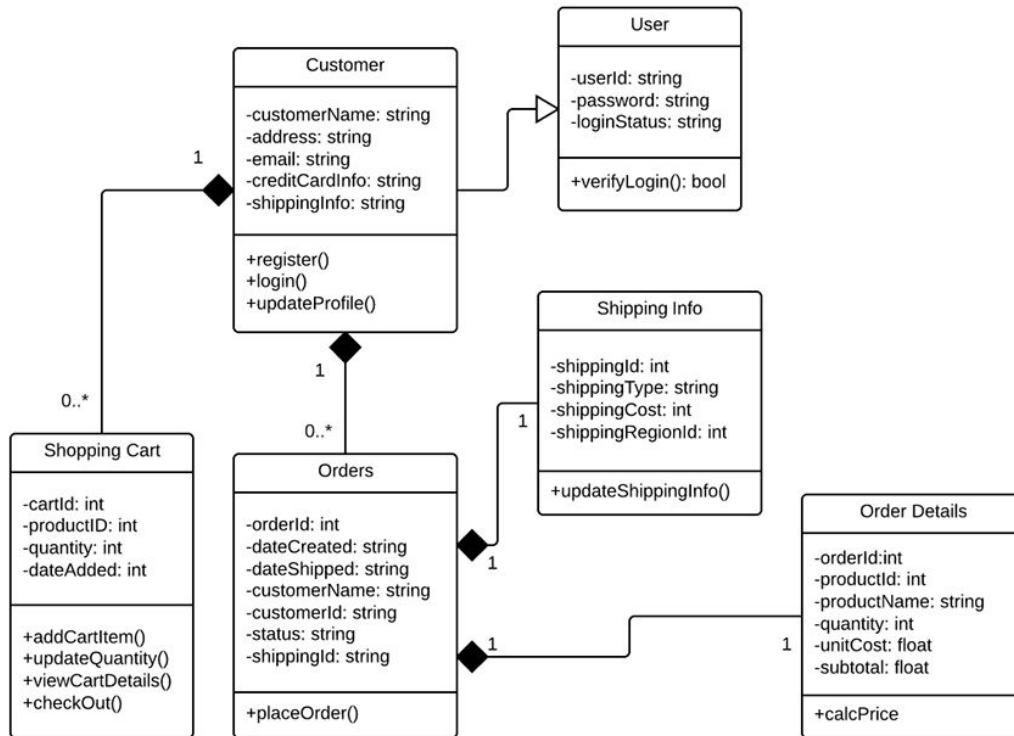 User
-userId: string
-password: string
-loginStatus: string
+verifyLogin(): bool
Customer
-customerName: string
-address: string
-email: string
-creditCardInfo: string
-shippingInfo: string
+register()
+login()
+updateProfile()
1
0..*
1
0..*
Shipping Info
-shippingId: int
-shippingType: string
-shippingCost: int
-shippingRegionId: int
+updateShippingInfo()
1
1
Shopping Cart
-cartId: int
-productID: int
-quantity: int
-dateAdded: int
+addCartItem()
+updateQuantity()
+viewCartDetails()
+checkOut()
Orders
-orderId: int
-dateCreated: string
-dateShipped: string
-customerName: string
-customerId: string
-status: string
-shippingId: string
+placeOrder()
1
1
Order Details
-orderId:int
-productId: int
-productName: string
-quantity: int
-unitCost: float
-subtotal: float
+calcPrice